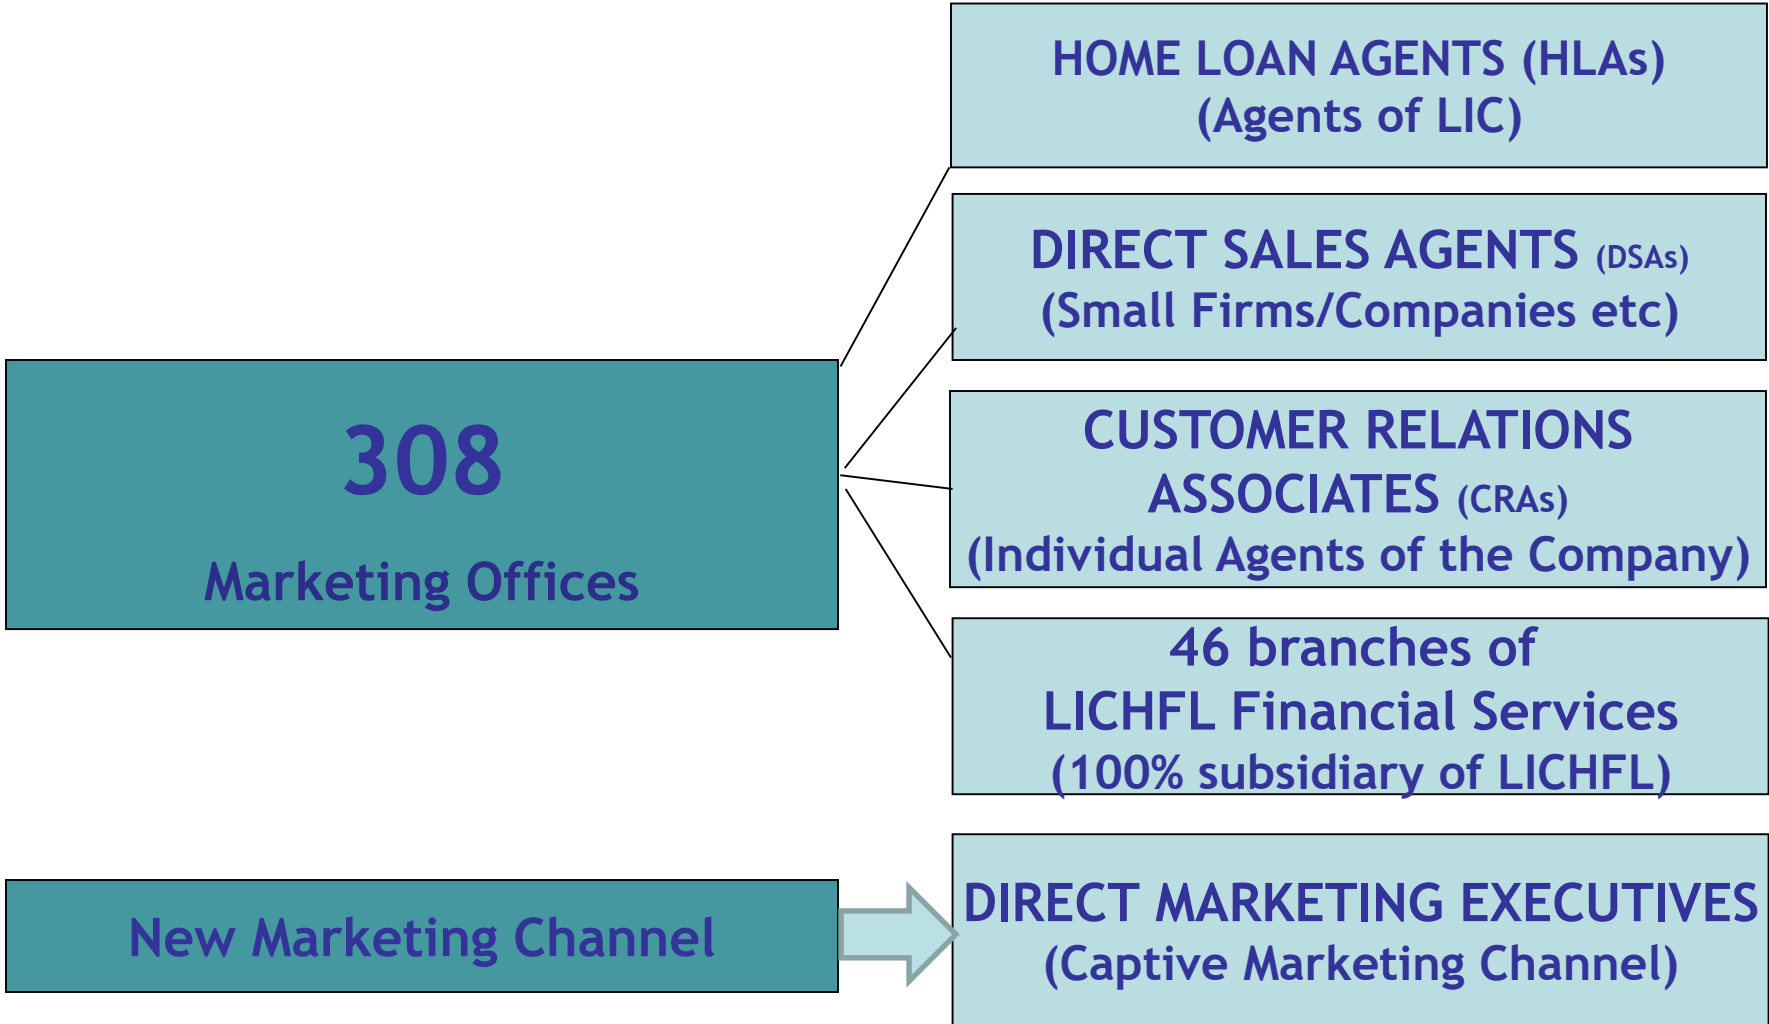 HOME LOAN AGENTS (HLAs)
(Agents of LIC)
DIRECT SALES AGENTS (DSAs)
(Small Firms/Companies etc)
308
Marketing Offices
CUSTOMER RELATIONS
ASSOCIATES (CRAs)
(Individual Agents of the Company)
46 branches of
LICHFL Financial Services
(100% subsidiary of LICHFL)
New Marketing Channel
DIRECT MARKETING EXECUTIVES
(Captive Marketing Channel)